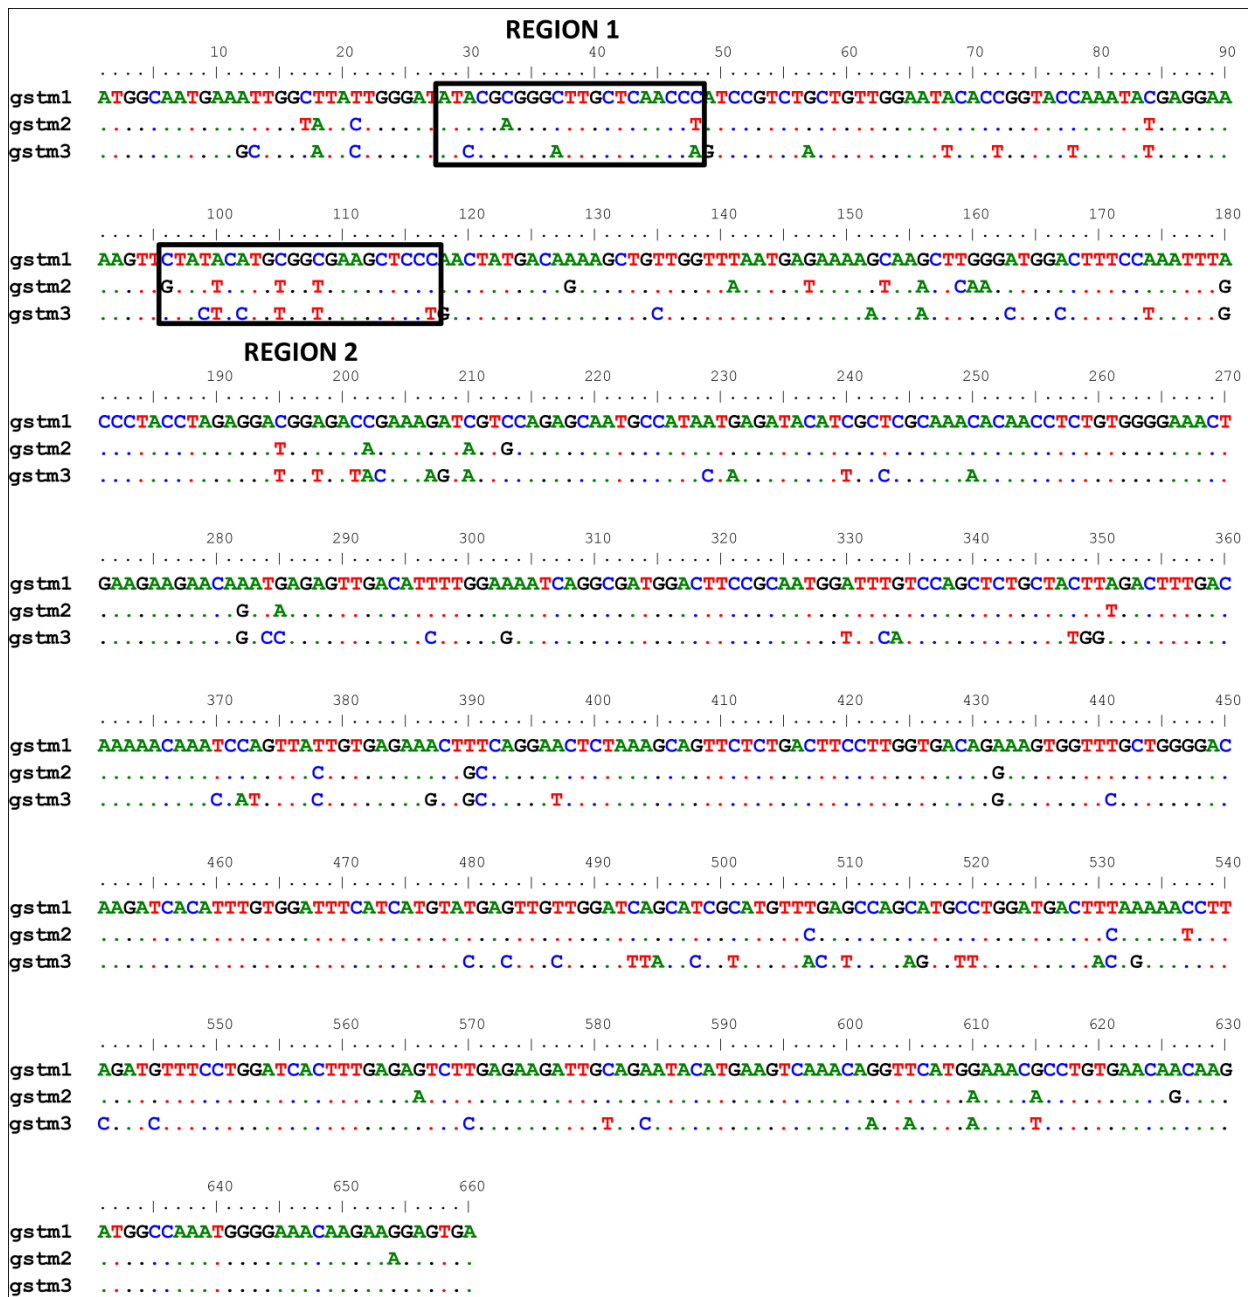 REGION 1
10 20 30 40 50 60 70 80 90
....|....|....|....|....|....|....|....|....|....|....|....|....|....|....|....|....|....|
gstm1 ATGGCAATGAAATTGGCTTATTGGGATATACGCGGGCTTGCTCAACCCATCCGTCTGCTGTTGGAATACACCGGTACCAAATACGAGGAA
gstm2 ................TA..C...........A..............T...................................T......
gstm3 ...........GC....A..C........C......A..........AG.......A..........T...T.....T.....T......
100 110 120 130 140 150 160 170 180
....|....|....|....|....|....|....|....|....|....|....|....|....|....|....|....|....|....|
gstm1 AAGTTCTATACATGCGGCGAAGCTCCCAACTATGACAAAAGCTGTTGGTTTAATGAGAAAAGCAAGCTTGGGATGGACTTTCCAAATTTA
gstm2 .....G...T....T..T...................G............A.....T.....T..A..CAA..................G
gstm3 ........CT.C..T..T........TG................C................A...A......C...C......T.....G
REGION 2
190 200 210 220 230 240 250 260 270
....|....|....|....|....|....|....|....|....|....|....|....|....|....|....|....|....|....|
gstm1 CCCTACCTAGAGGACGGAGACCGAAAGATCGTCCAGAGCAATGCCATAATGAGATACATCGCTCGCAAACACAACCTCTGTGGGGAAACT
gstm2 ..............T......A.......A..G.........................................................
gstm3 ..............T..T..TAC...AG.A..................C.A........T..C......A....................
280 290 300 310 320 330 340 350 360
....|....|....|....|....|....|....|....|....|....|....|....|....|....|....|....|....|....|
gstm1 GAAGAAGAACAAATGAGAGTTGACATTTTGGAAAATCAGGCGATGGACTTCCGCAATGGATTTGTCCAGCTCTGCTACTTAGACTTTGAC
gstm2 ...........G..A.................................................................T.........
gstm3 ...........G.CC...........C.....G..........................T..CA.............TGG..........
370 380 390 400 410 420 430 440 450
....|....|....|....|....|....|....|....|....|....|....|....|....|....|....|....|....|....|
gstm1 AAAAACAAATCCAGTTATTGTGAGAAACTTTCAGGAACTCTAAAGCAGTTCTCTGACTTCCTTGGTGACAGAAAGTGGTTTGCTGGGGAC
gstm2 .................C...........GC........................................G..................
gstm3 .........C.AT....C........G..GC.....T..................................G........C.........
460 470 480 490 500 510 520 530 540
....|....|....|....|....|....|....|....|....|....|....|....|....|....|....|....|....|....|
gstm1 AAGATCACATTTGTGGATTTCATCATGTATGAGTTGTTGGATCAGCATCGCATGTTTGAGCCAGCATGCCTGGATGACTTTAAAAACCTT
gstm2 ........................................................C.......................C.....T...
gstm3 .............................C..C...C.....TTA..C..T.....AC.T....AG..TT.........AC.G.......
550 560 570 580 590 600 610 620 630
....|....|....|....|....|....|....|....|....|....|....|....|....|....|....|....|....|....|
gstm1 AGATGTTTCCTGGATCACTTTGAGAGTCTTGAGAAGATTGCAGAATACATGAAGTCAAACAGGTTCATGGAAACGCCTGTGAACAACAAG
gstm2 .........................A...........................................A....A..........G....
gstm3 C...C........................C..........T..C.................A..A....A....T...............
640 650 660
....|....|....|....|....|....|
gstm1 ATGGCCAAATGGGGAAACAAGAAGGAGTGA
gstm2 .......................A......
gstm3 ..............................